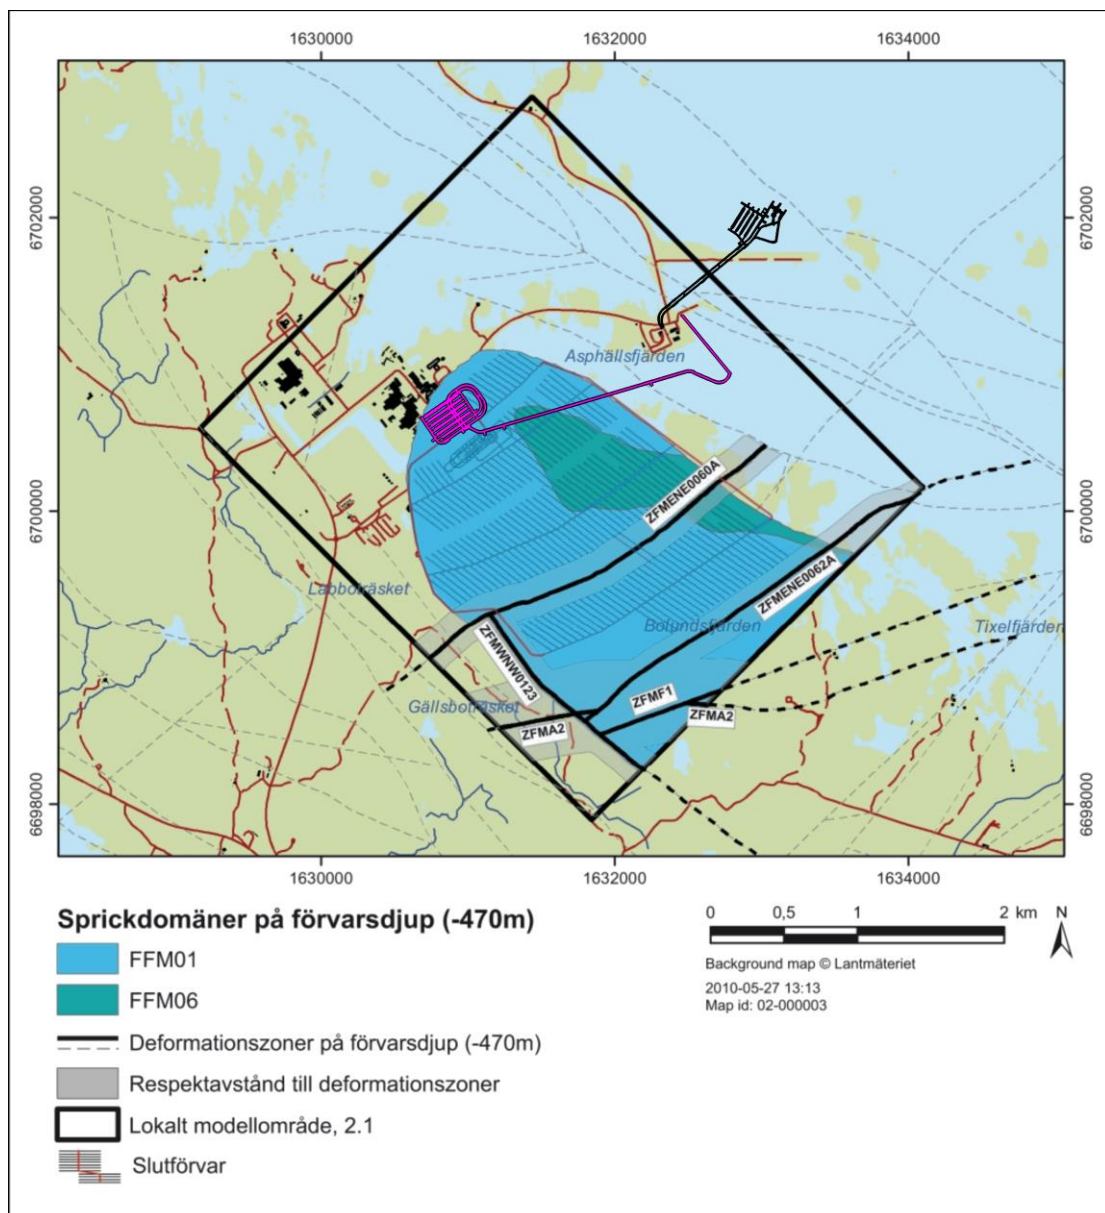 1630000
1632000
1634000
6702000
6702000
Asphällsfjärden
ZFMENE0060A
6700000
6700000
ZFMENE0062A
Labboträsket
Bolundsfjärden
Tixelfjärden
ZFMWNW0123
Gällsboträsket
ZFMF1
ZFMA2
ZFMA2
6698000
6698000
1630000
1632000
1634000
Sprickdomäner på förvarsdjup (-470m)
FFM01
FFM06
Deformationszoner på förvarsdjup (-470m)
Respektavstånd till deformationszoner
Lokalt modellområde, 2.1
Slutförvar
0 0,5 1 2 km
N
Background map © Lantmäteriet
2010-05-27 13:13
Map id: 02-000003